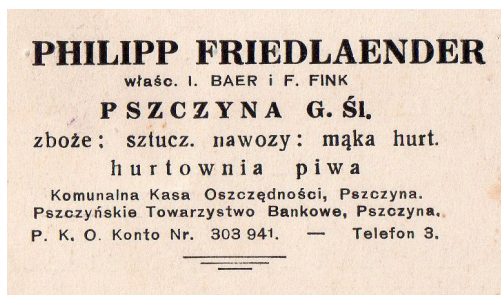 PHILIPP FRIEDLAENDER
właśc. I. BAER i F. FINK
PSZCZYNA G. Śl.
zboże; sztucz. nawozy: mąka hurt.
hurtownia piwa
Komunalna Kasa Oszczędności, Pszczyna.
Pszczyńskie Towarzystwo Bankowe, Pszczyna.
P. K. O. Konto Nr. 303 941. — Telefon 3.